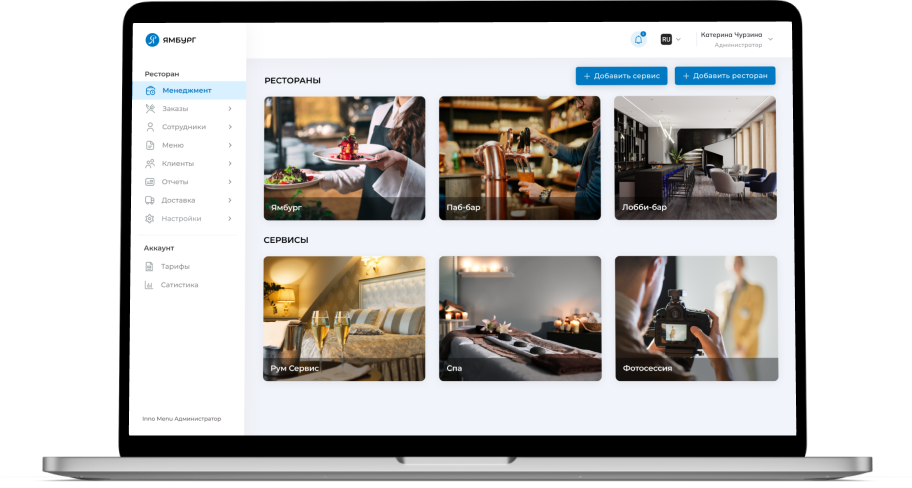 ЯМБУРГ
RU
Катерина Чурзина
Администратор
Ресторан
Менеджмент
Заказы
Сотрудники
Меню
Клиенты
Отчеты
Доставка
Настройки
Аккаунт
Тарифы
Сатистика
Inno Menu Администратор
РЕСТОРАНЫ
+ Добавить сервис
+ Добавить ресторан
Ямбург
Паб-бар
Лобби-бар
СЕРВИСЫ
Рум Сервис
Спа
Фотосессия